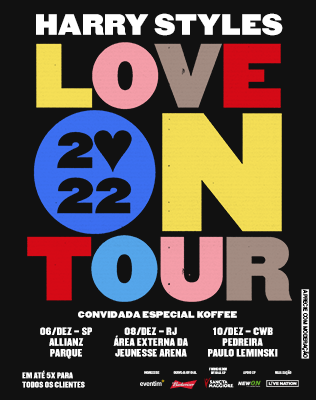 HARRY STYLES
LOVE
2♥
22
ON
TOUR
CONVIDADA ESPECIAL KOFFEE
06/DEZ – SP
ALLIANZ
PARQUE
08/DEZ – RJ
ÁREA EXTERNA DA
JEUNESSE ARENA
10/DEZ – CWB
PEDREIRA
PAULO LEMINSKI
APRECIE COM MODERAÇÃO
EM ATÉ 5X PARA
TODOS OS CLIENTES
eventim
Budweiser
SANTA
MAGGIORE
NEW ON
LIVE NATION